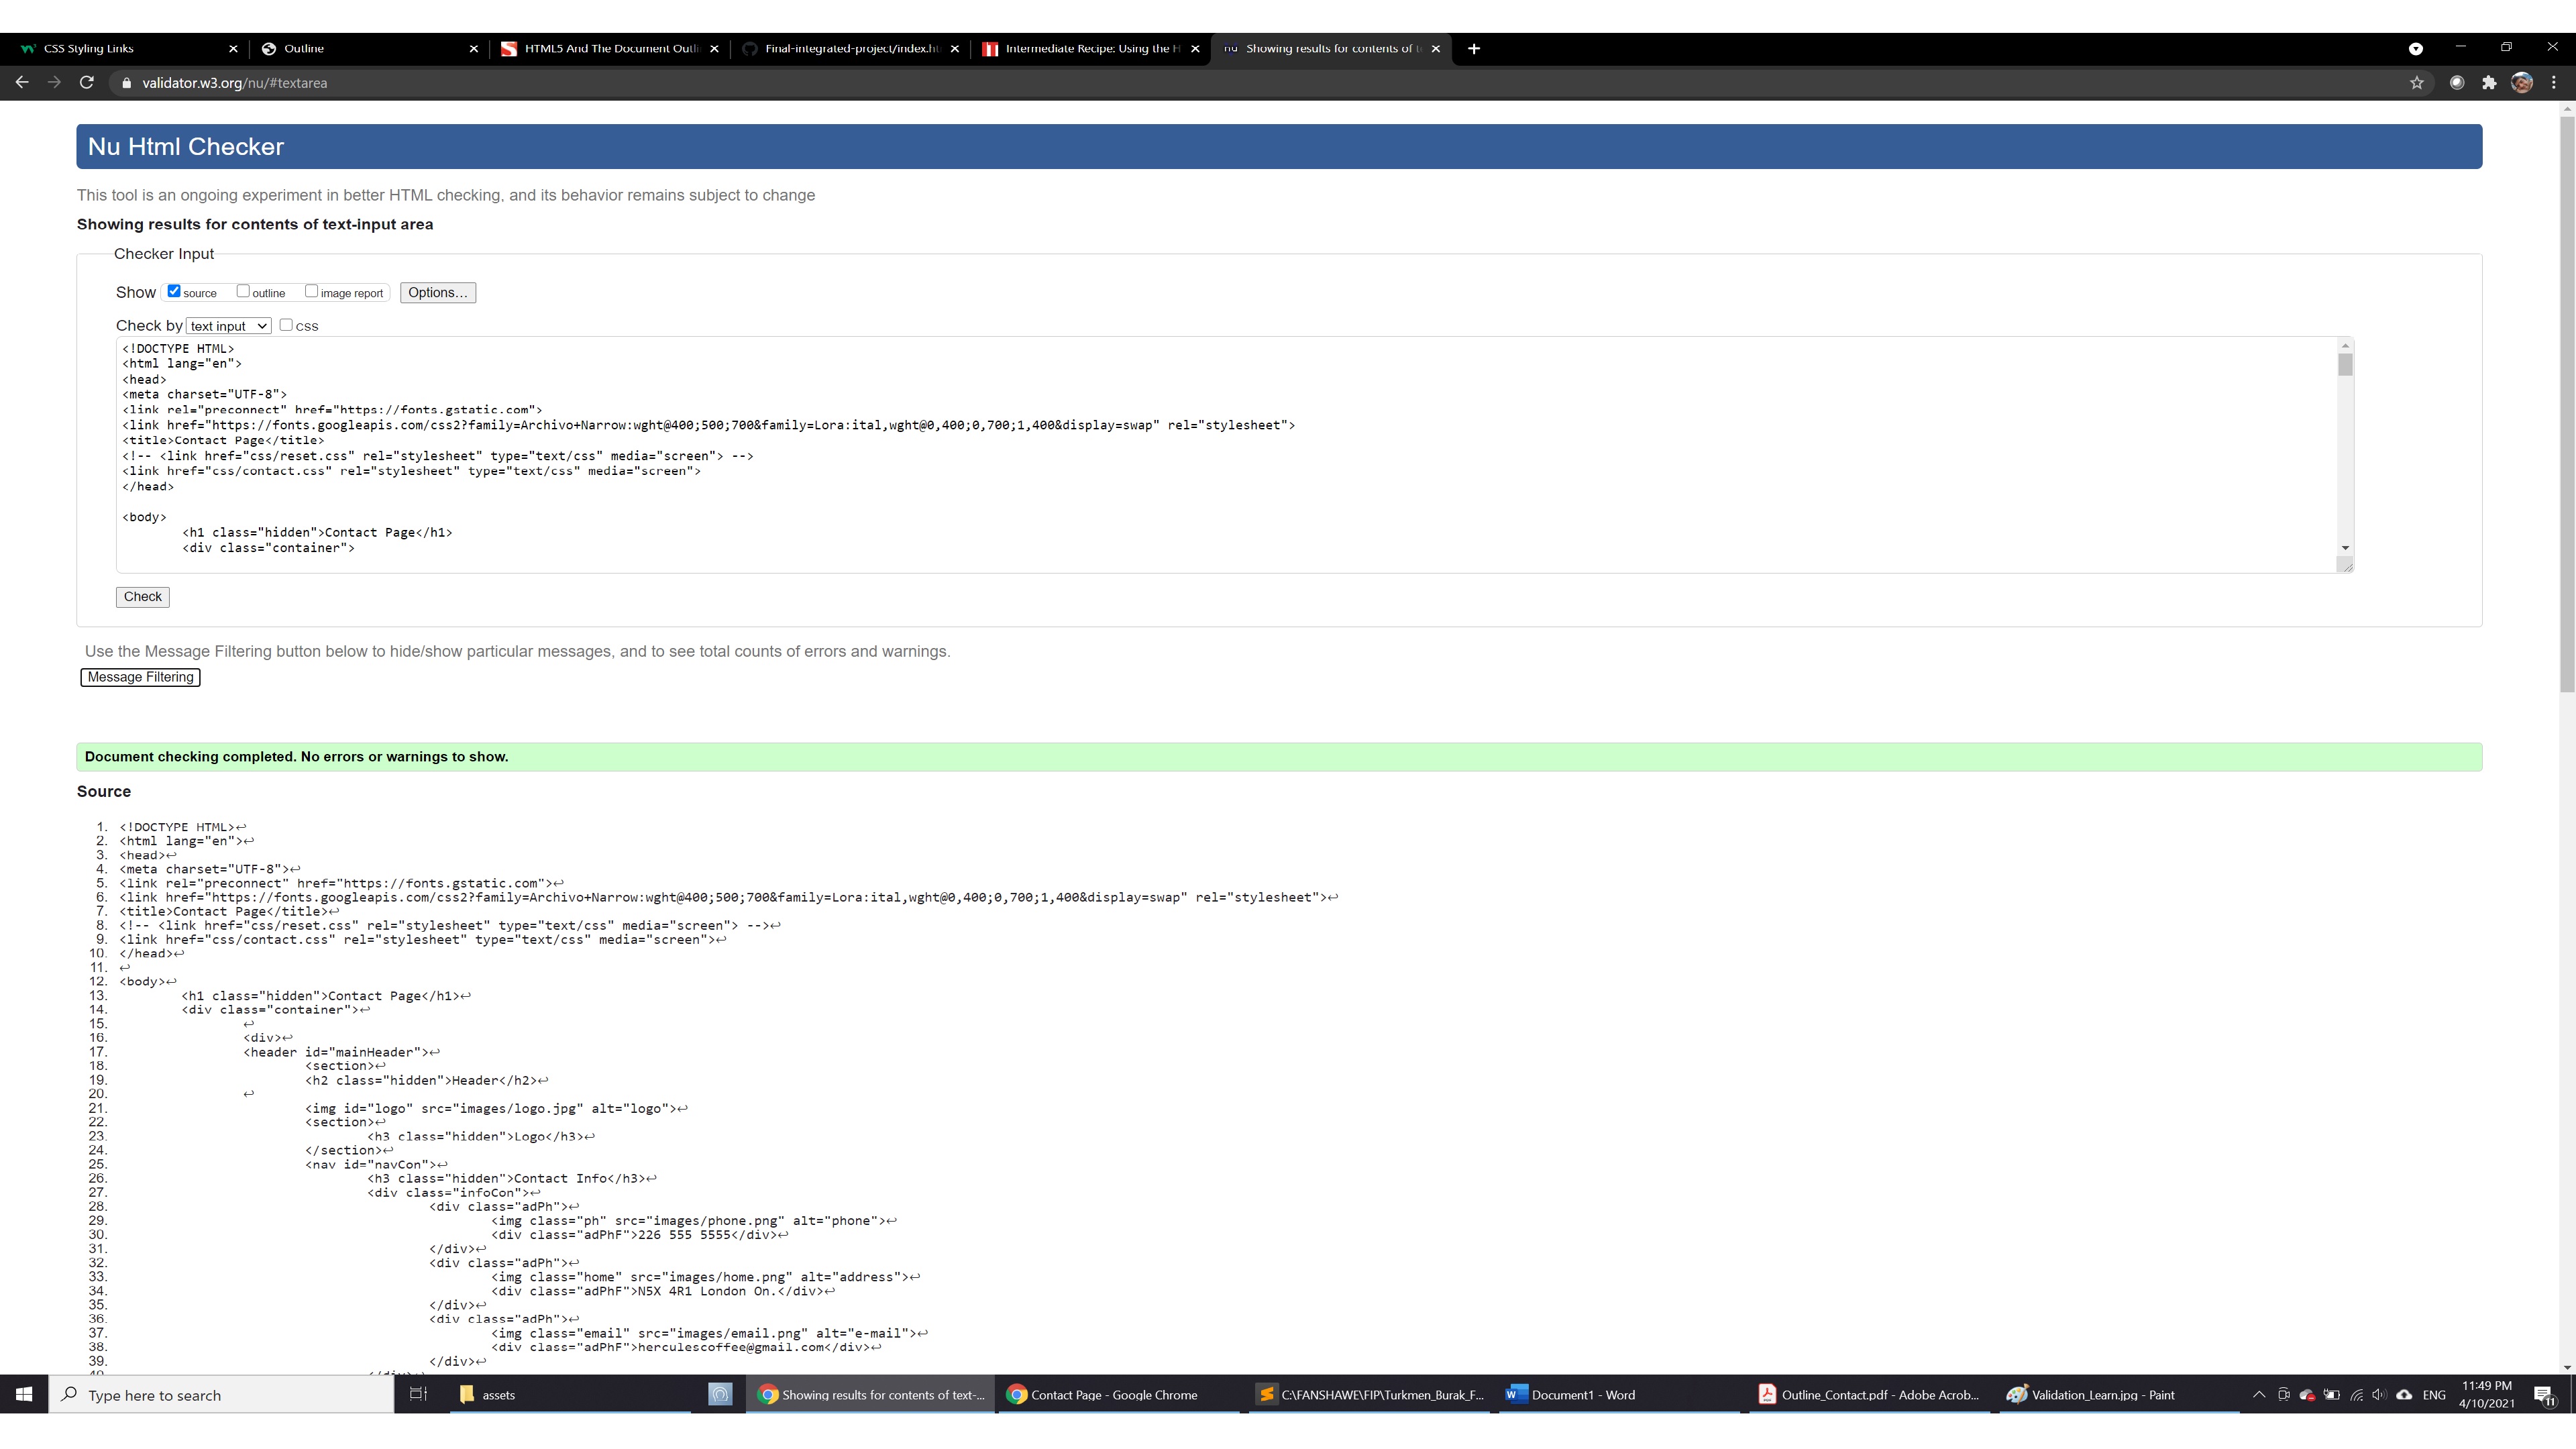 CSS Styling Links
Outline
HTML5 And The Document Outli
Final-integrated-project/index.ht
Intermediate Recipe: Using the H
nu Showing results for contents of t
validator.w3.org/nu/#textarea
Nu Html Checker
This tool is an ongoing experiment in better HTML checking, and its behavior remains subject to change
Showing results for contents of text-input area
Checker Input
Show source outline image report Options...
Check by text input css
<!DOCTYPE HTML>
<html lang="en">
<head>
<meta charset="UTF-8">
<link rel="preconnect" href="https://fonts.gstatic.com">
<link href="https://fonts.googleapis.com/css2?family=Archivo+Narrow:wght@400;500;700&family=Lora:ital,wght@0,400;0,700;1,400&display=swap" rel="stylesheet">
<title>Contact Page</title>
<!-- <link href="css/reset.css" rel="stylesheet" type="text/css" media="screen"> -->
<link href="css/contact.css" rel="stylesheet" type="text/css" media="screen">
</head>
<body>
<h1 class="hidden">Contact Page</h1>
<div class="container">
Check
Use the Message Filtering button below to hide/show particular messages, and to see total counts of errors and warnings.
Message Filtering
Document checking completed. No errors or warnings to show.
Source
1. <!DOCTYPE HTML>↩
2. <html lang="en">↩
3. <head>↩
4. <meta charset="UTF-8">↩
5. <link rel="preconnect" href="https://fonts.gstatic.com">↩
6. <link href="https://fonts.googleapis.com/css2?family=Archivo+Narrow:wght@400;500;700&family=Lora:ital,wght@0,400;0,700;1,400&display=swap" rel="stylesheet">↩
7. <title>Contact Page</title>↩
8. <!-- <link href="css/reset.css" rel="stylesheet" type="text/css" media="screen"> -->↩
9. <link href="css/contact.css" rel="stylesheet" type="text/css" media="screen">↩
10. </head>↩
11. ↩
12. <body>↩
13. <h1 class="hidden">Contact Page</h1>↩
14. <div class="container">↩
15. ↩
16. <div>↩
17. <header id="mainHeader">↩
18. <section>↩
19. <h2 class="hidden">Header</h2>↩
20. ↩
21. <img id="logo" src="images/logo.jpg" alt="logo">↩
22. <section>↩
23. <h3 class="hidden">Logo</h3>↩
24. </section>↩
25. <nav id="navCon">↩
26. <h3 class="hidden">Contact Info</h3>↩
27. <div class="infoCon">↩
28. <div class="adPh">↩
29. <img class="ph" src="images/phone.png" alt="phone">↩
30. <div class="adPhF">226 555 5555</div>↩
31. </div>↩
32. <div class="adPh">↩
33. <img class="home" src="images/home.png" alt="address">↩
34. <div class="adPhF">N5X 4R1 London On.</div>↩
35. </div>↩
36. <div class="adPh">↩
37. <img class="email" src="images/email.png" alt="e-mail">↩
38. <div class="adPhF">herculescoffee@gmail.com</div>↩
39. </div>↩
Type here to search
assets
Showing results for contents of text-...
Contact Page - Google Chrome
C:\FANSHAWE\FIP\Turkmen_Burak_F...
Document1 - Word
Outline_Contact.pdf - Adobe Acrob...
Validation_Learn.jpg - Paint
ENG
11:49 PM
4/10/2021
11